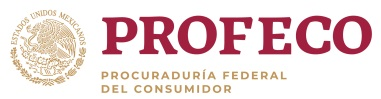 ESTADOS UNIDOS MEXICANOS
PROFECO
PROCURADURÍA FEDERAL
DEL CONSUMIDOR